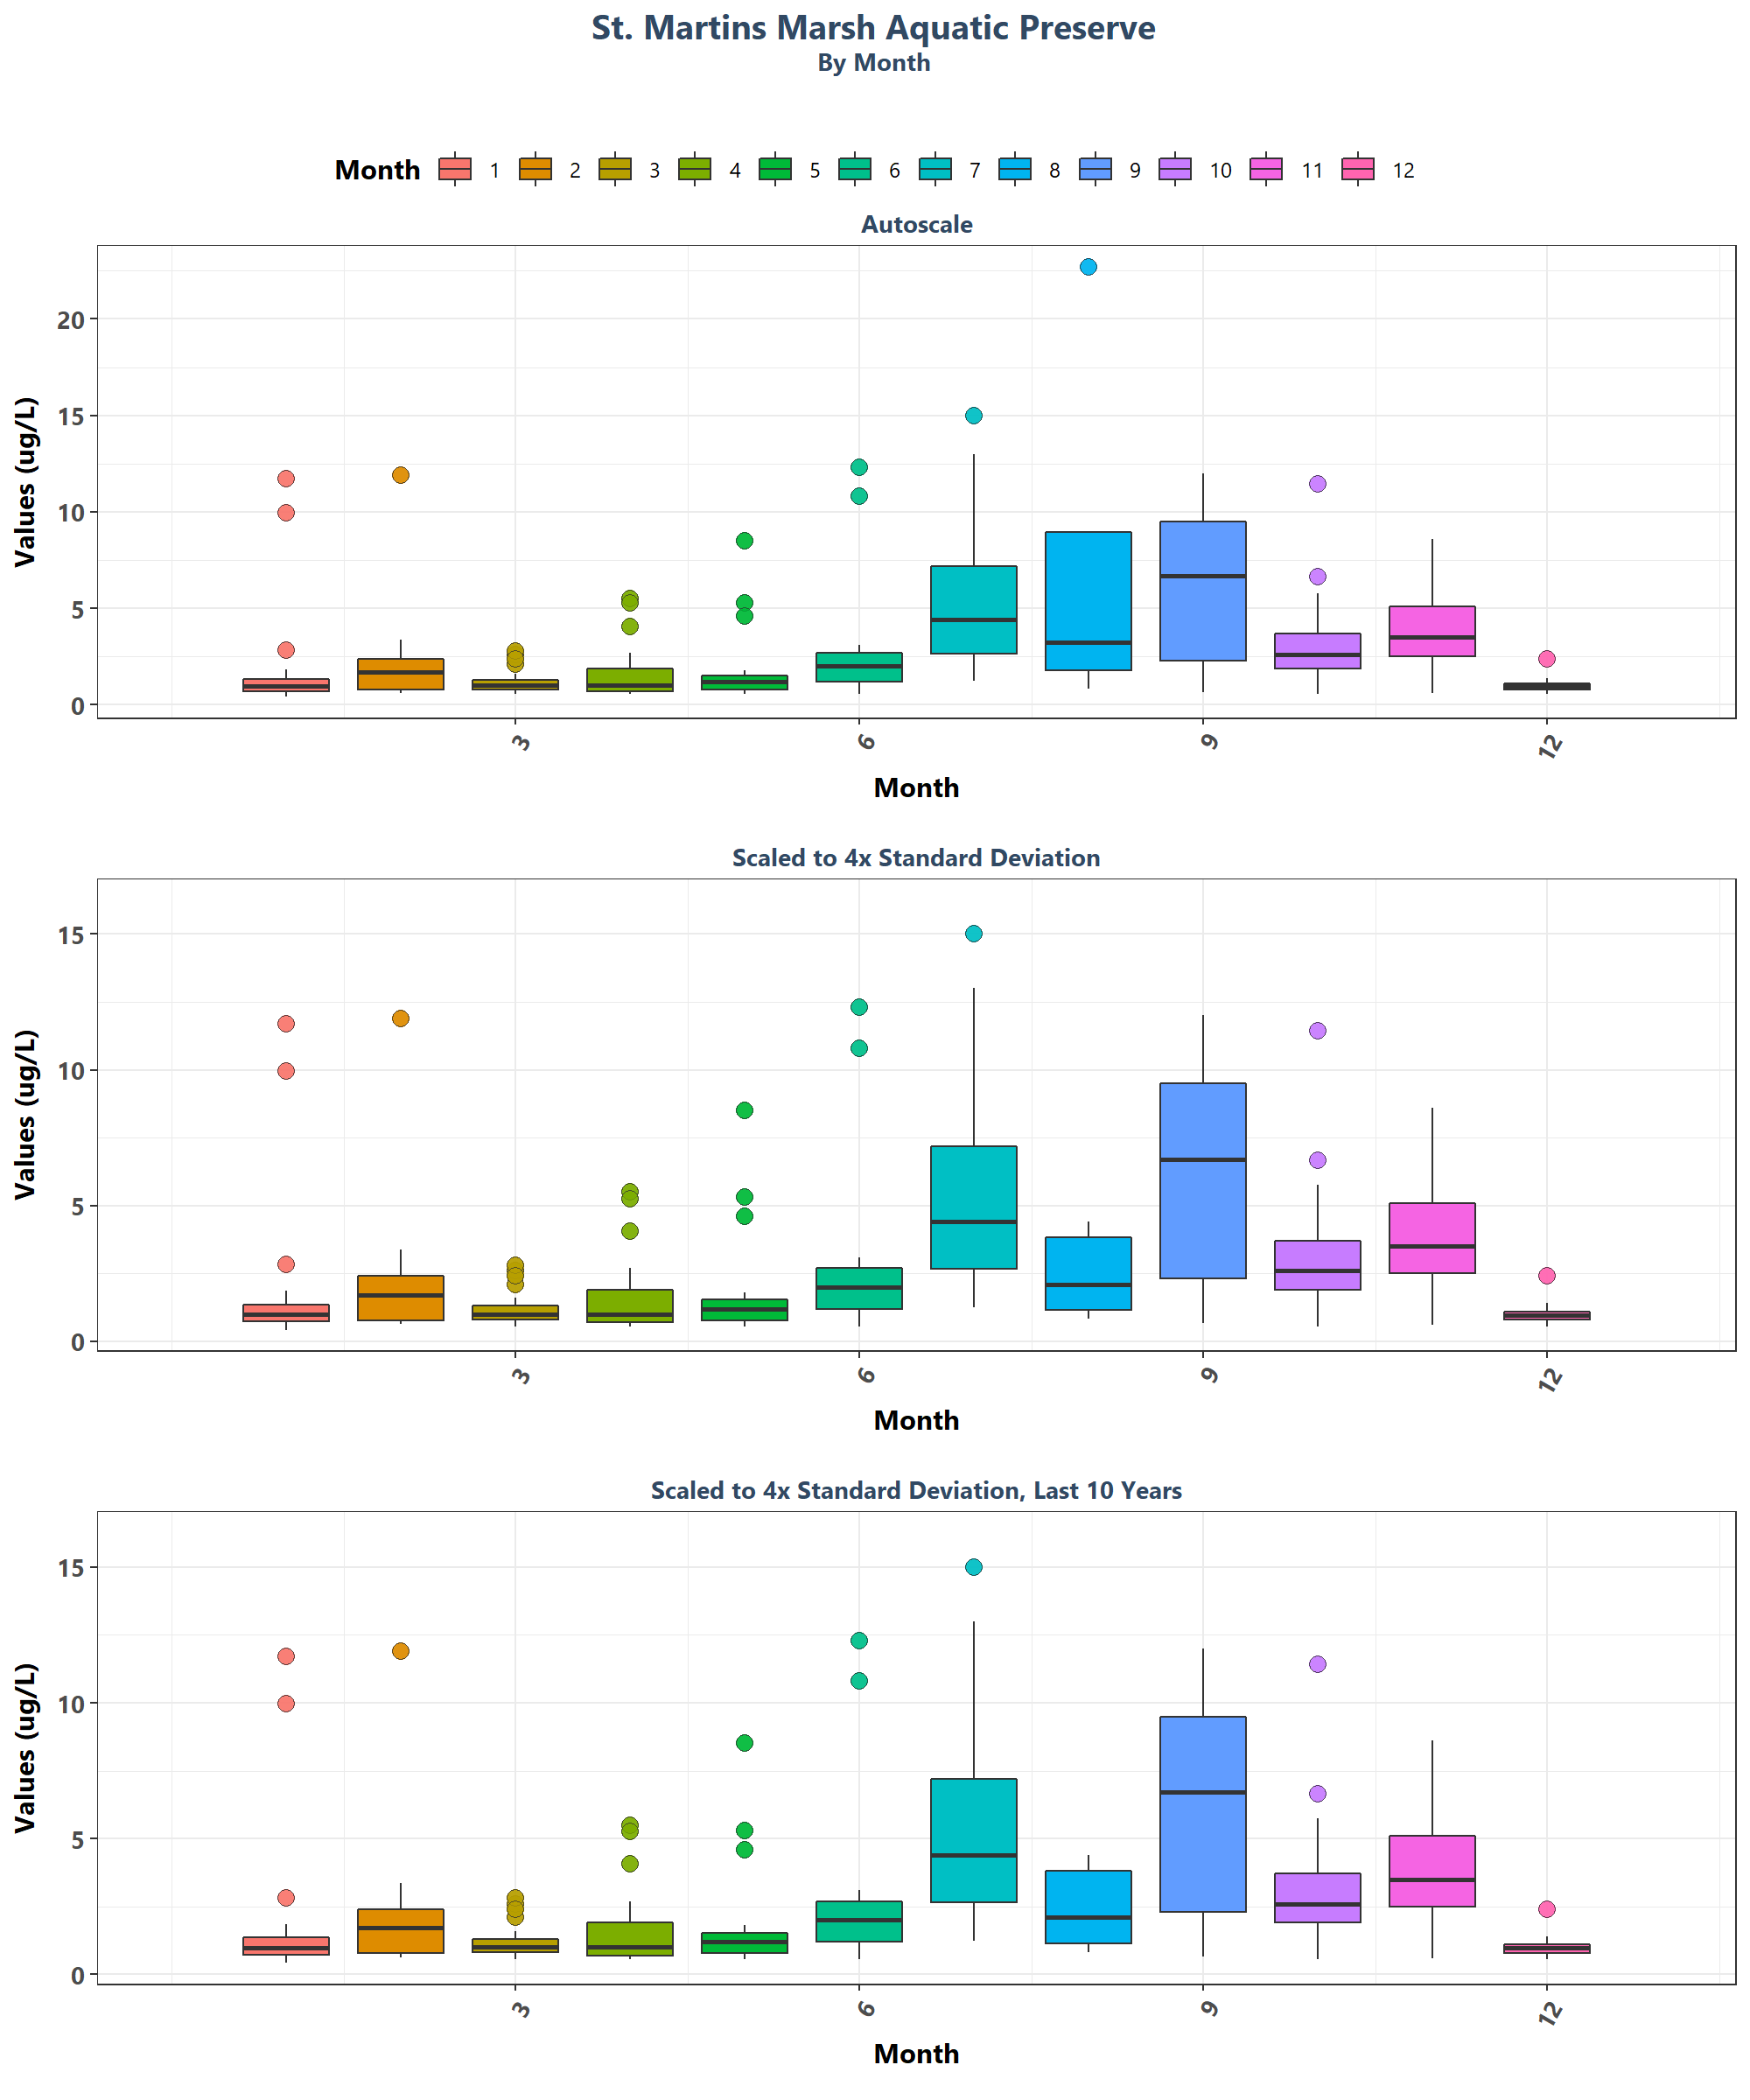 St. Martins Marsh Aquatic Preserve
By Month
Month 1 2 3 4 5 6 7 8 9 10 11 12
Autoscale
Values (ug/L)
20
15
10
5
0
3 6 9 12
Month
Scaled to 4x Standard Deviation
Values (ug/L)
15
10
5
0
3 6 9 12
Month
Scaled to 4x Standard Deviation, Last 10 Years
Values (ug/L)
15
10
5
0
3 6 9 12
Month